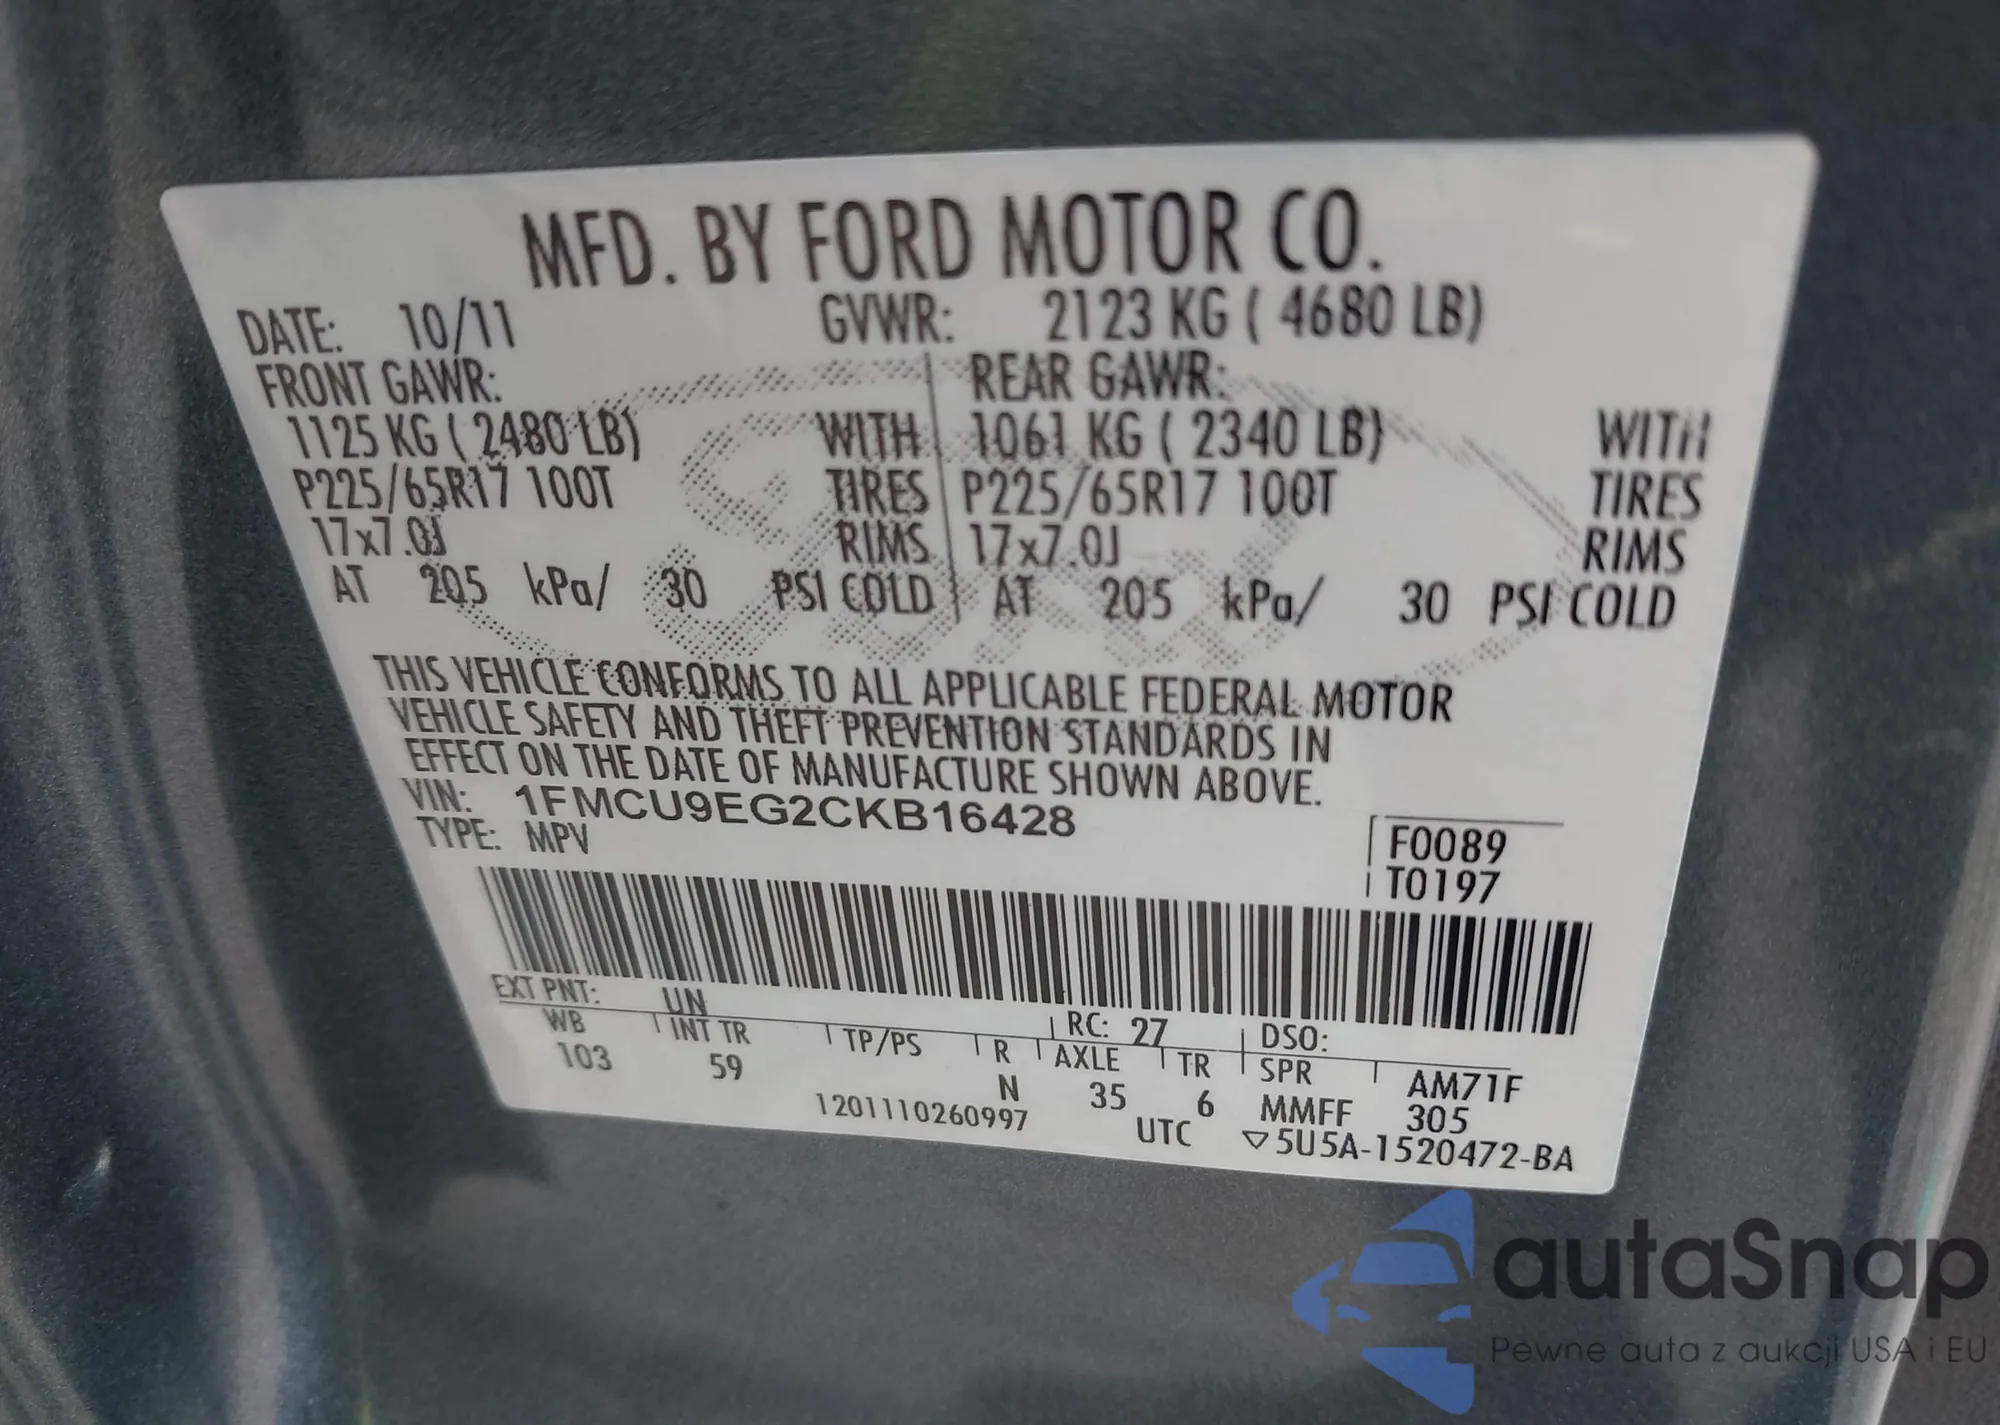 MFD. BY FORD MOTOR CO.
DATE: 10/11 GVWR: 2123 KG ( 4680 LB)
FRONT GAWR: REAR GAWR:
1125 KG ( 2480 LB) WITH 1061 KG ( 2340 LB) WITH
P225/65R17 100T TIRES P225/65R17 100T TIRES
17x7.0J RIMS 17x7.0J RIMS
AT 205 kPa/ 30 PSI COLD AT 205 kPa/ 30 PSI COLD
THIS VEHICLE CONFORMS TO ALL APPLICABLE FEDERAL MOTOR
VEHICLE SAFETY AND THEFT PREVENTION STANDARDS IN
EFFECT ON THE DATE OF MANUFACTURE SHOWN ABOVE.
VIN: 1FMCU9EG2CKB16428
TYPE: MPV
F0089
T0197
EXT PNT: UN RC: 27 DSO:
WB INT TR TP/PS R AXLE TR SPR AM71F
103 59 N 35 6 MMFF 305
1201110260997 UTC ▽5U5A-1520472-BA
autaSnap
Pewne auta z aukcji USA i EU